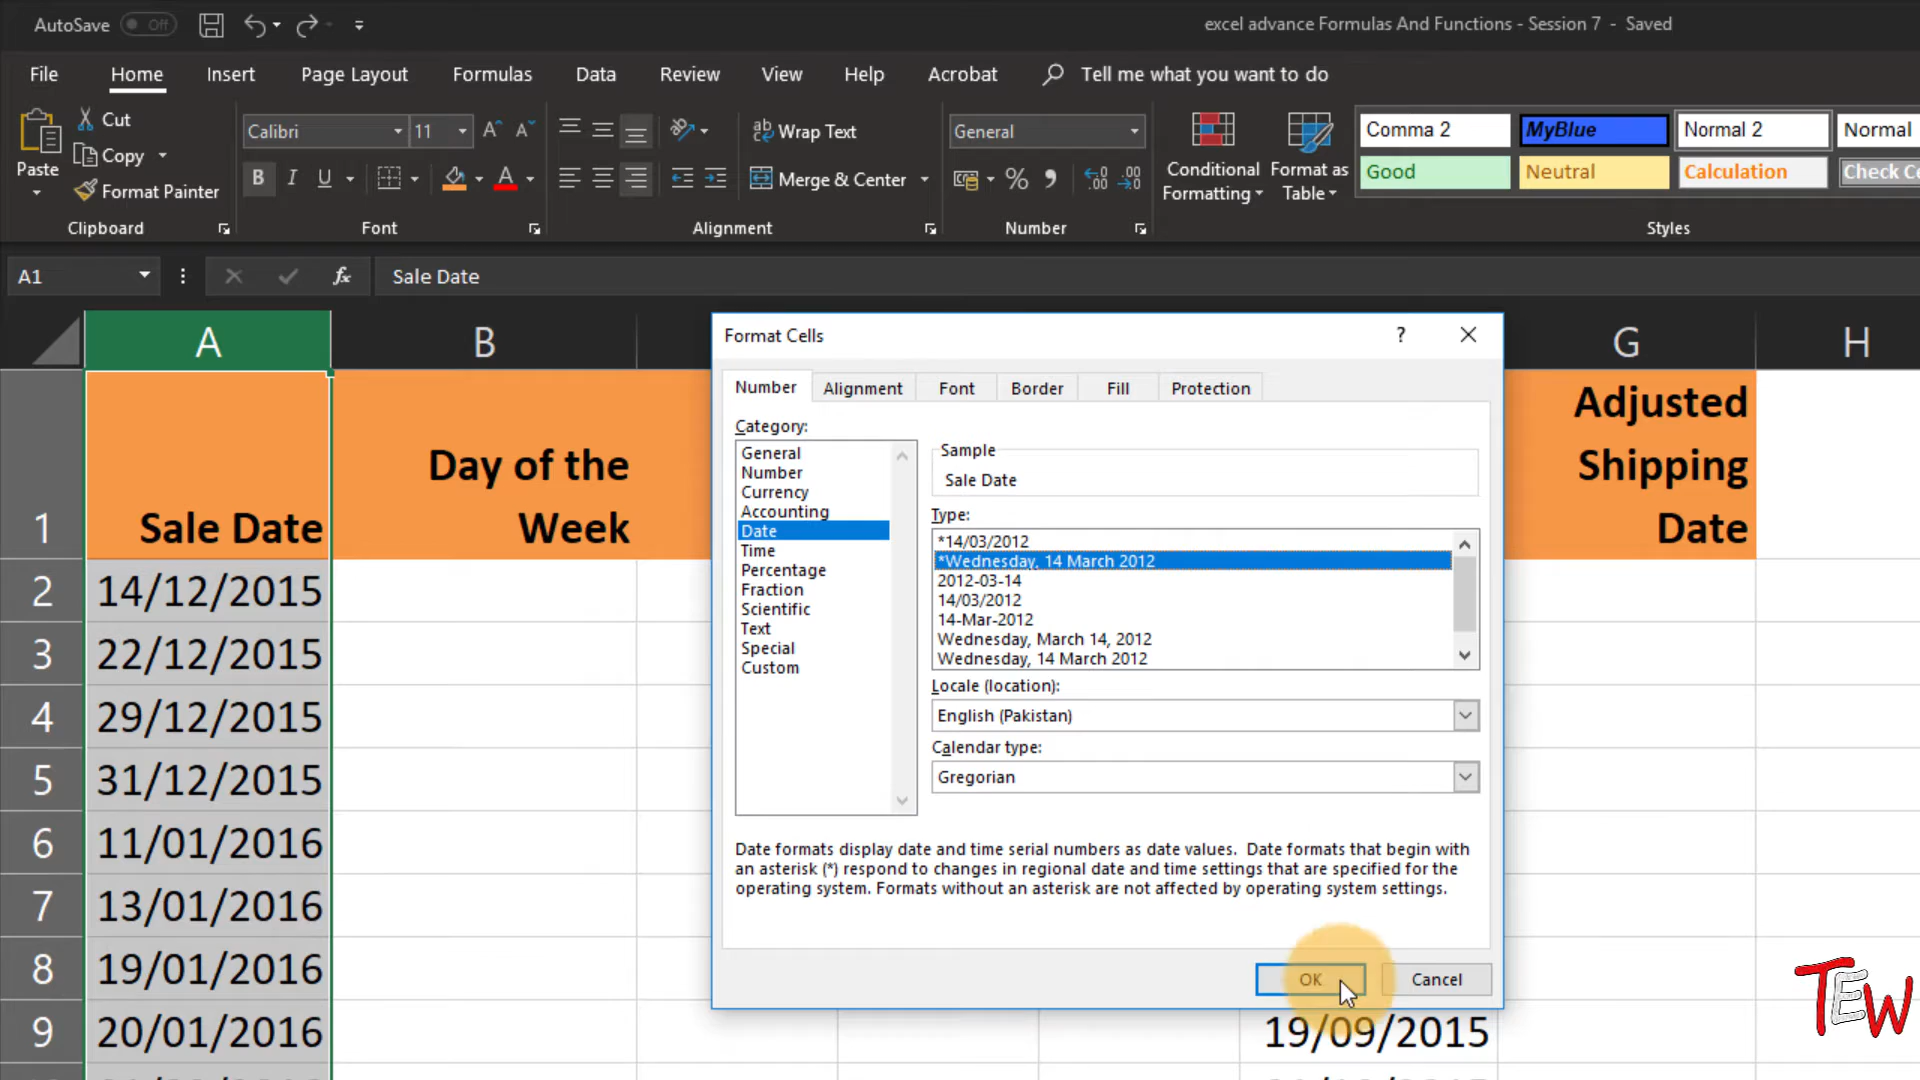 AutoSave Off
excel advance Formulas And Functions - Session 7 - Saved
File Home Insert Page Layout Formulas Data Review View Help Acrobat Tell me what you want to do
Paste
Cut
Copy
Format Painter
Clipboard
Calibri 11
B I U
Font
Wrap Text
Merge & Center
Alignment
General
Number
Conditional Formatting
Format as Table
Comma 2 MyBlue Normal 2 Normal
Good Neutral Calculation Check Ce
Styles
A1 fx Sale Date
A B G H
1 Sale Date
Day of the
Week
Adjusted
Shipping
Date
2 14/12/2015
3 22/12/2015
4 29/12/2015
5 31/12/2015
6 11/01/2016
7 13/01/2016
8 19/01/2016
9 20/01/2016
19/09/2015
Format Cells ?
Number Alignment Font Border Fill Protection
Category:
General
Number
Currency
Accounting
Date
Time
Percentage
Fraction
Scientific
Text
Special
Custom
Sample
Sale Date
Type:
*14/03/2012
*Wednesday, 14 March 2012
2012-03-14
14/03/2012
14-Mar-2012
Wednesday, March 14, 2012
Wednesday, 14 March 2012
Locale (location):
English (Pakistan)
Calendar type:
Gregorian
Date formats display date and time serial numbers as date values. Date formats that begin with
an asterisk (*) respond to changes in regional date and time settings that are specified for the
operating system. Formats without an asterisk are not affected by operating system settings.
OK Cancel
TEW